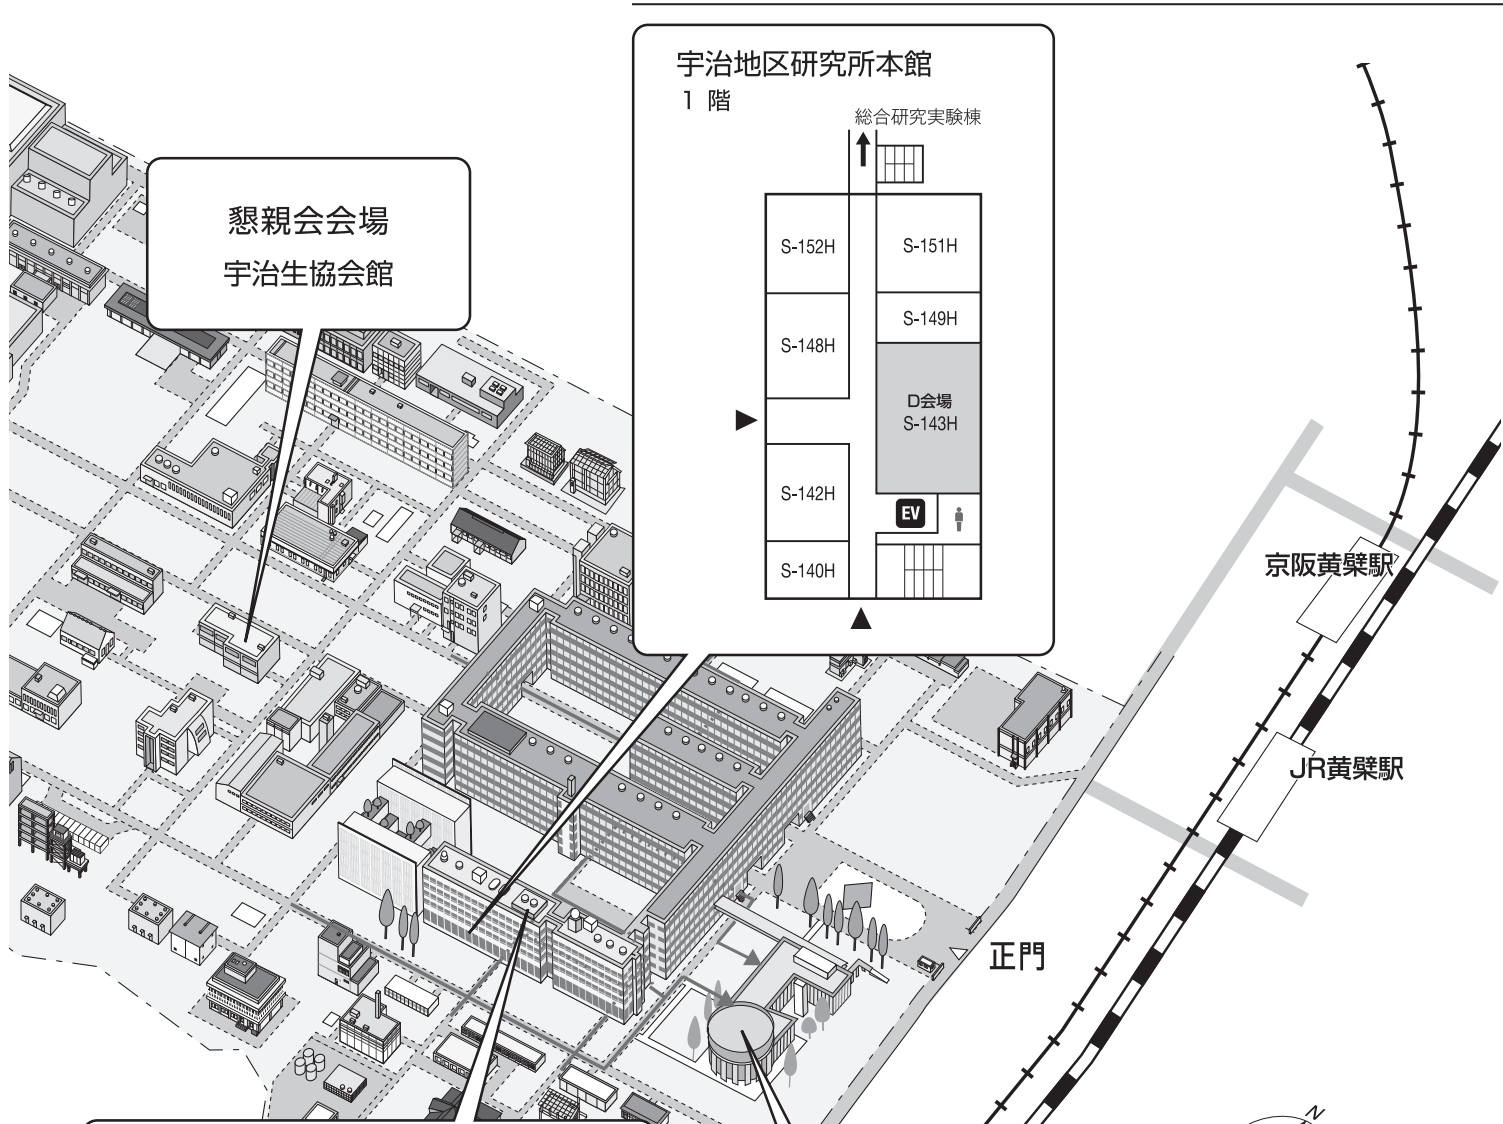 宇治地区研究所本館
1 階
総合研究実験棟
S-152H
S-151H
S-149H
S-148H
D会場
S-143H
S-142H
EV
S-140H
懇親会会場
宇治生協会館
京阪黄檗駅
JR黄檗駅
正門
N